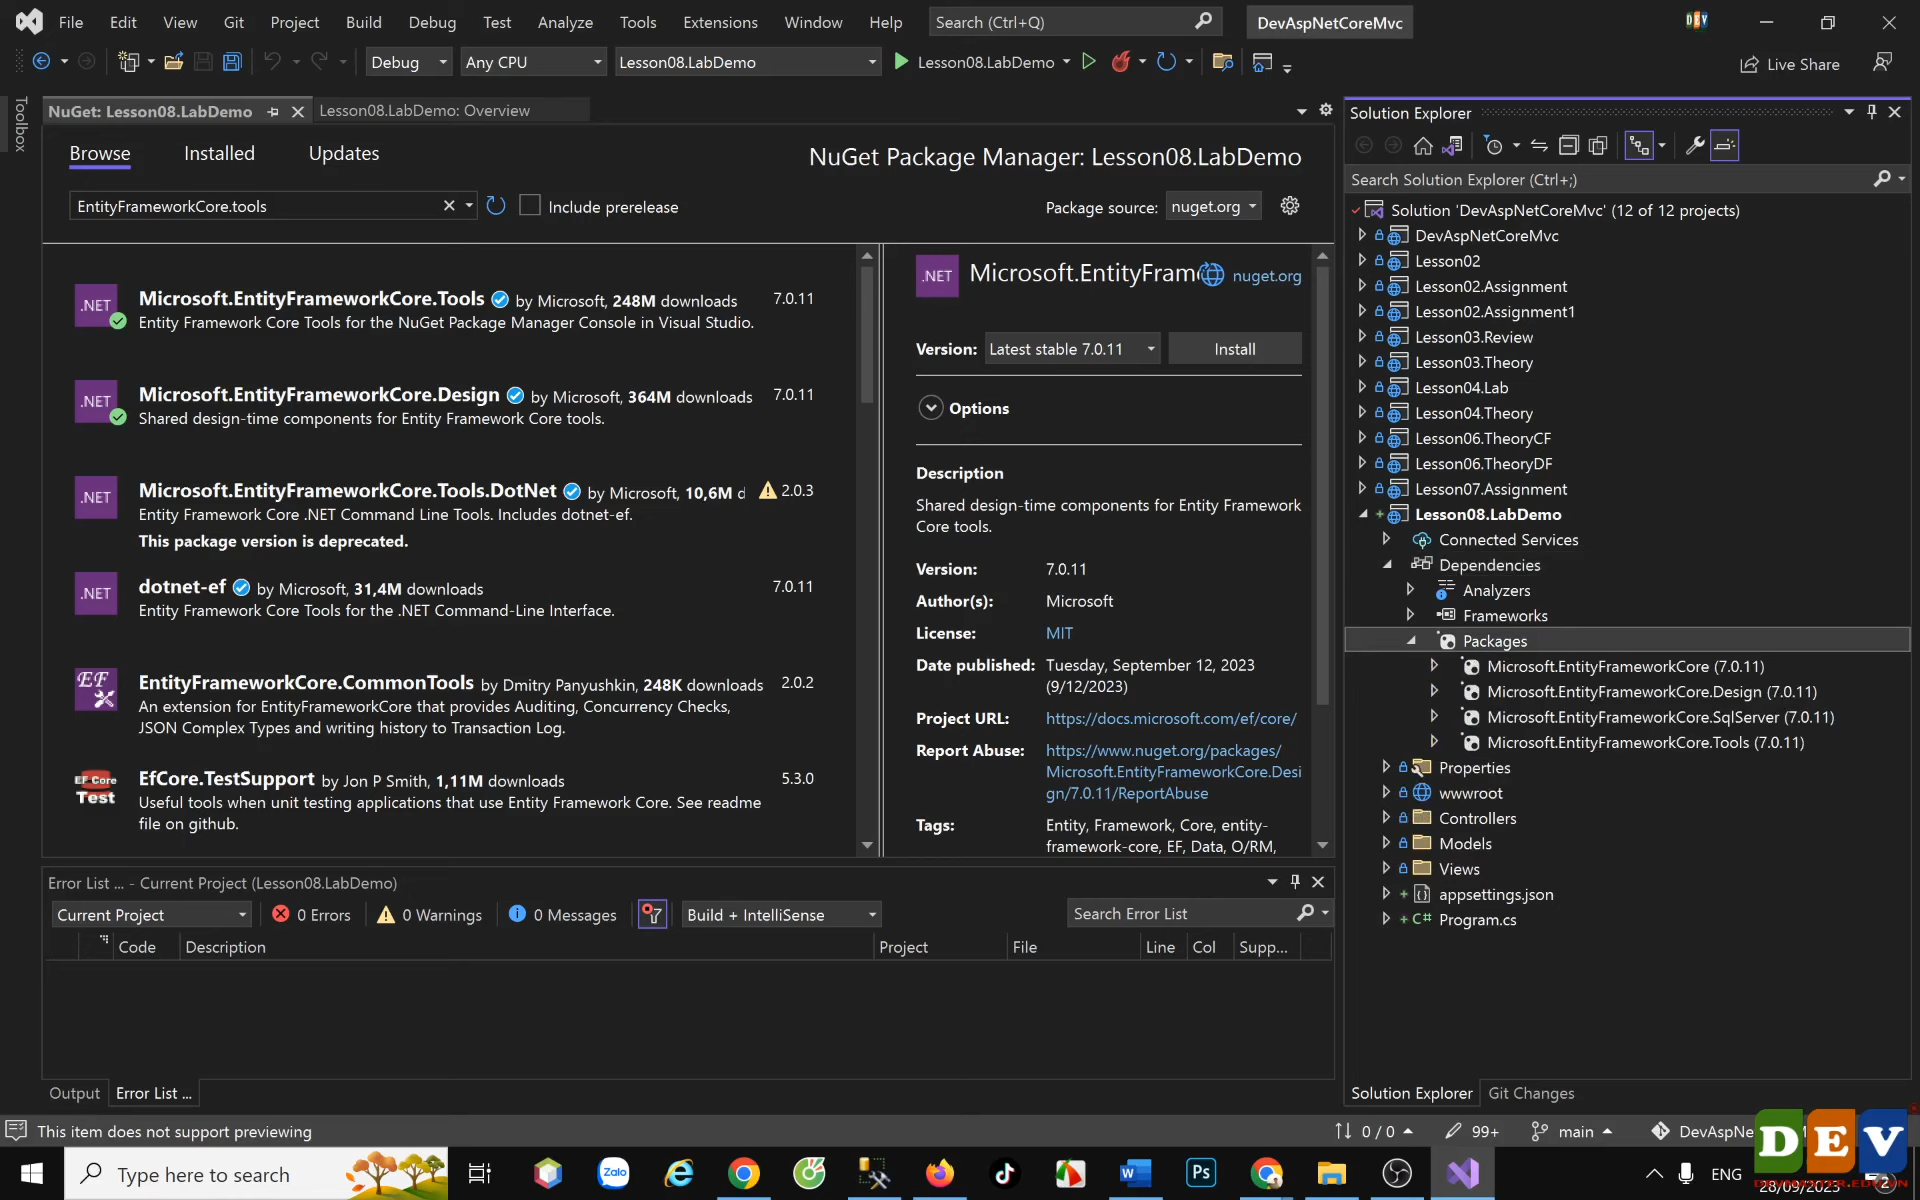 File Edit View Git Project Build Debug Test Analyze Tools Extensions Window Help Search (Ctrl+Q) DevAspNetCoreMvc
DEV
Debug Any CPU Lesson08.LabDemo Lesson08.LabDemo Live Share
Toolbox
NuGet: Lesson08.LabDemo Lesson08.LabDemo: Overview
Browse Installed Updates
NuGet Package Manager: Lesson08.LabDemo
EntityFrameworkCore.tools
Include prerelease
Package source: nuget.org
.NET
Microsoft.EntityFrameworkCore.Tools by Microsoft, 248M downloads 7.0.11
Entity Framework Core Tools for the NuGet Package Manager Console in Visual Studio.
.NET
Microsoft.EntityFrameworkCore.Design by Microsoft, 364M downloads 7.0.11
Shared design-time components for Entity Framework Core tools.
.NET
Microsoft.EntityFrameworkCore.Tools.DotNet by Microsoft, 10,6M d 2.0.3
Entity Framework Core .NET Command Line Tools. Includes dotnet-ef.
This package version is deprecated.
.NET
dotnet-ef by Microsoft, 31,4M downloads 7.0.11
Entity Framework Core Tools for the .NET Command-Line Interface.
EF
EntityFrameworkCore.CommonTools by Dmitry Panyushkin, 248K downloads 2.0.2
An extension for EntityFrameworkCore that provides Auditing, Concurrency Checks,
JSON Complex Types and writing history to Transaction Log.
EF Core
Test
EfCore.TestSupport by Jon P Smith, 1,11M downloads 5.3.0
Useful tools when unit testing applications that use Entity Framework Core. See readme
file on github.
.NET
Microsoft.EntityFram nuget.org
Version: Latest stable 7.0.11 Install
Options
Description
Shared design-time components for Entity Framework
Core tools.
Version: 7.0.11
Author(s): Microsoft
License: MIT
Date published: Tuesday, September 12, 2023
(9/12/2023)
Project URL: https://docs.microsoft.com/ef/core/
Report Abuse: https://www.nuget.org/packages/
Microsoft.EntityFrameworkCore.Desi
gn/7.0.11/ReportAbuse
Tags: Entity, Framework, Core, entity-
framework-core, EF, Data, O/RM,
Error List ... - Current Project (Lesson08.LabDemo)
Current Project 0 Errors 0 Warnings 0 Messages Build + IntelliSense Search Error List
Code Description Project File Line Col Supp...
Output Error List ...
Solution Explorer
Search Solution Explorer (Ctrl+;)
Solution 'DevAspNetCoreMvc' (12 of 12 projects)
DevAspNetCoreMvc
Lesson02
Lesson02.Assignment
Lesson02.Assignment1
Lesson03.Review
Lesson03.Theory
Lesson04.Lab
Lesson04.Theory
Lesson06.TheoryCF
Lesson06.TheoryDF
Lesson07.Assignment
Lesson08.LabDemo
Connected Services
Dependencies
Analyzers
Frameworks
Packages
Microsoft.EntityFrameworkCore (7.0.11)
Microsoft.EntityFrameworkCore.Design (7.0.11)
Microsoft.EntityFrameworkCore.SqlServer (7.0.11)
Microsoft.EntityFrameworkCore.Tools (7.0.11)
Properties
wwwroot
Controllers
Models
Views
appsettings.json
C# Program.cs
Solution Explorer Git Changes
This item does not support previewing 0 / 0 99+ main DevAspNe
DEV
Type here to search Zalo Ps ENG
28/09/2023 2